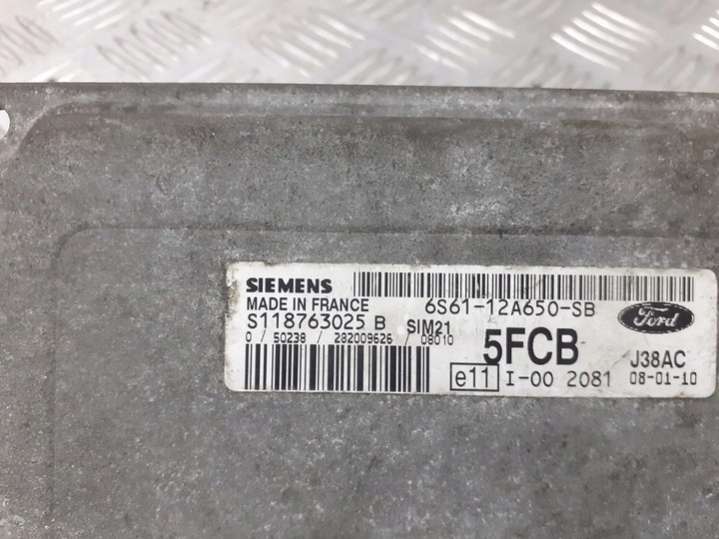 SIEMENS
MADE IN FRANCE
6S61-12A650-SB
Ford
S118763025 B
SIM21
0 / 50238 / 282009626 / 08010
5FCB
J38AC
e11
I-00 2081
08-01-10